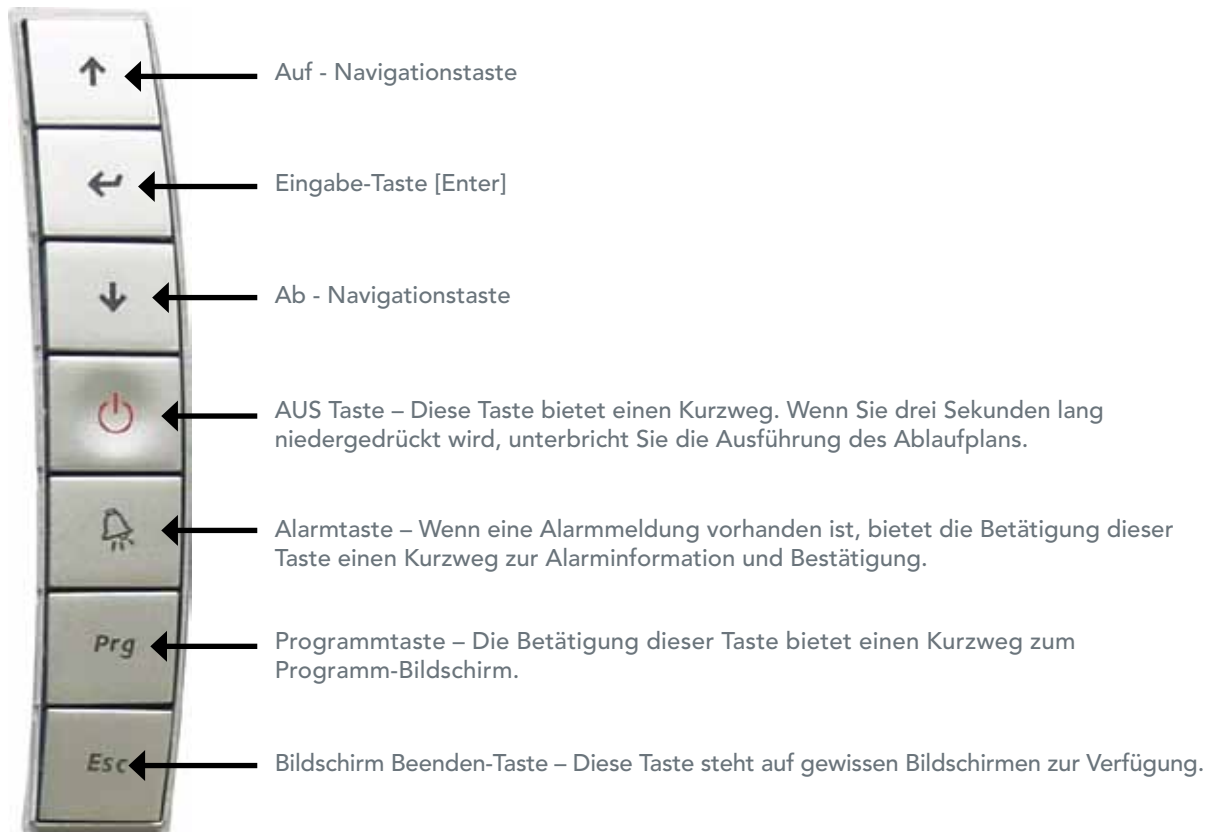 Auf - Navigationstaste
Eingabe-Taste [Enter]
Ab - Navigationstaste
AUS Taste – Diese Taste bietet einen Kurzweg. Wenn Sie drei Sekunden lang
niedergedrückt wird, unterbricht Sie die Ausführung des Ablaufplans.
Alarmtaste – Wenn eine Alarmmeldung vorhanden ist, bietet die Betätigung dieser
Taste einen Kurzweg zur Alarminformation und Bestätigung.
Prg
Programmtaste – Die Betätigung dieser Taste bietet einen Kurzweg zum
Programm-Bildschirm.
Esc
Bildschirm Beenden-Taste – Diese Taste steht auf gewissen Bildschirmen zur Verfügung.